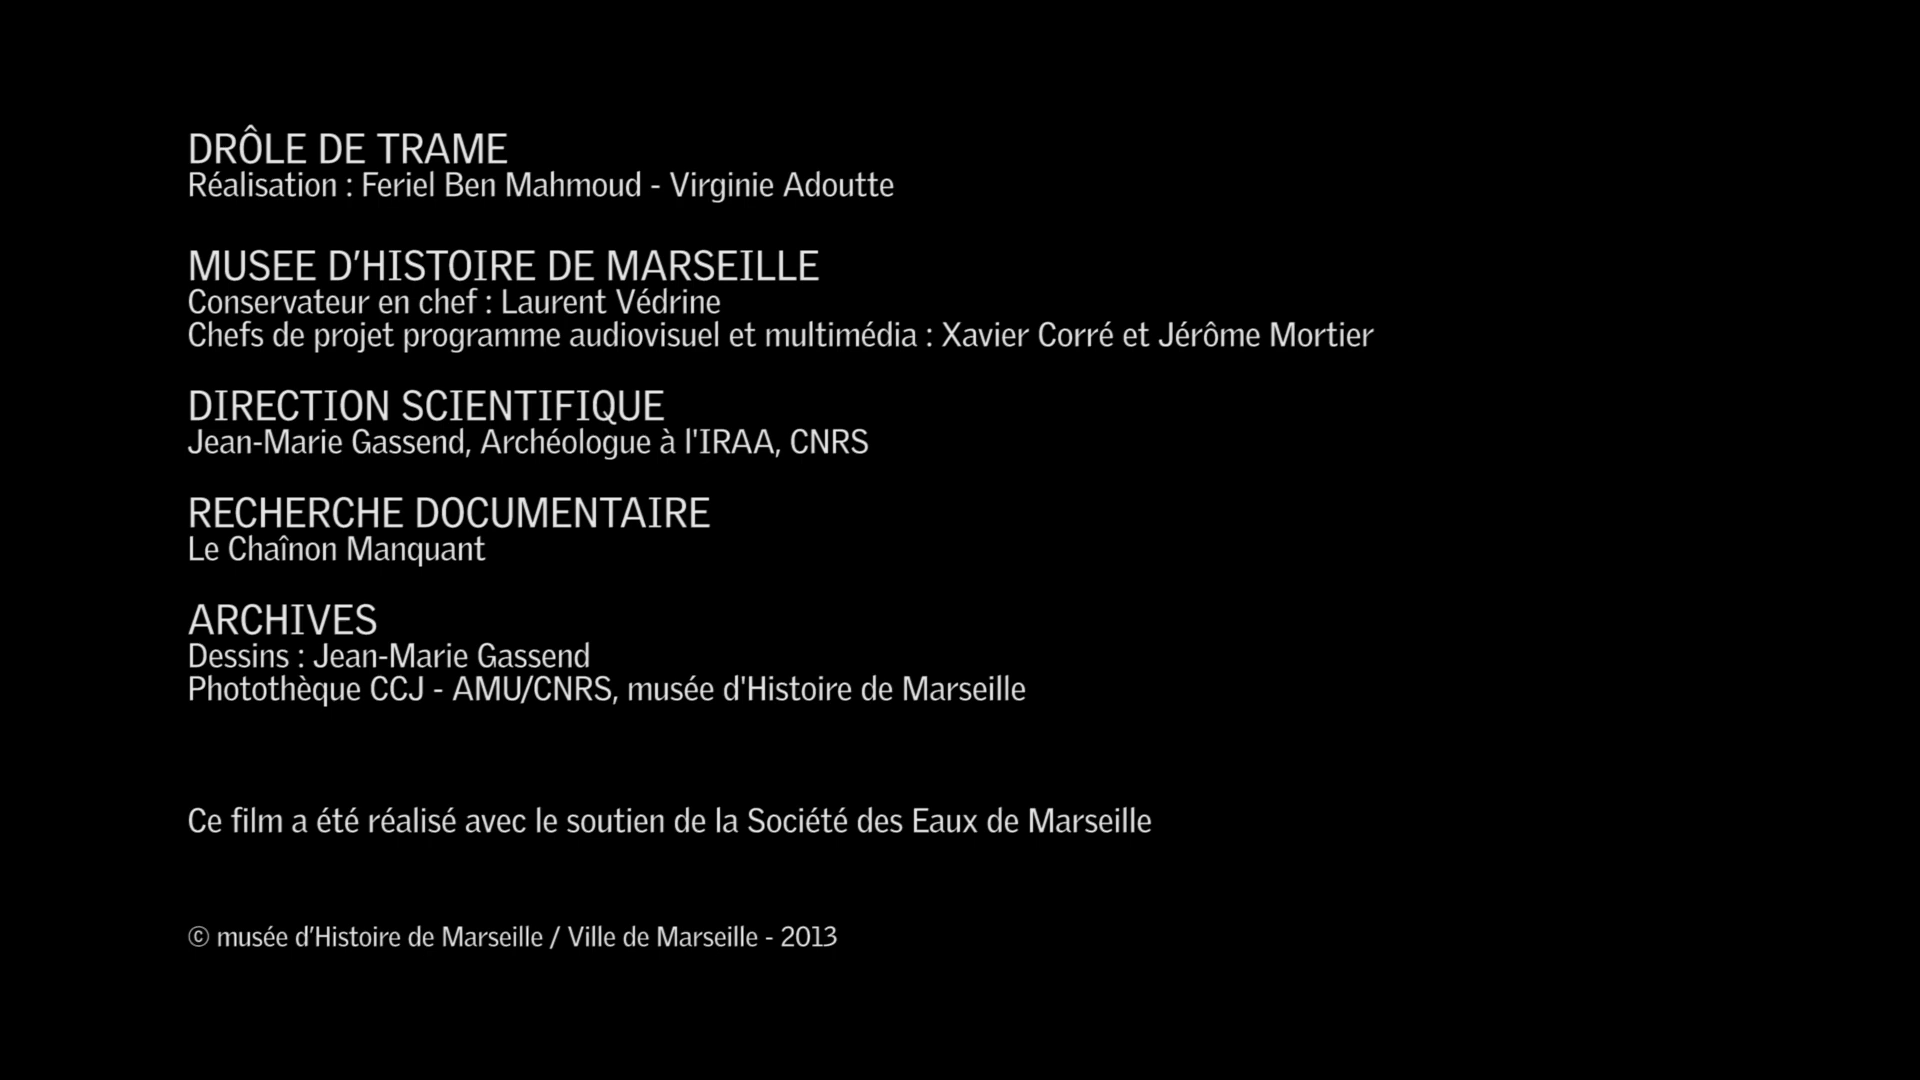 DRÔLE DE TRAME
Réalisation : Feriel Ben Mahmoud - Virginie Adoutte
MUSEE D’HISTOIRE DE MARSEILLE
Conservateur en chef : Laurent Védrine
Chefs de projet programme audiovisuel et multimédia : Xavier Corré et Jérôme Mortier
DIRECTION SCIENTIFIQUE
Jean-Marie Gassend, Archéologue à l'IRAA, CNRS
RECHERCHE DOCUMENTAIRE
Le Chaînon Manquant
ARCHIVES
Dessins : Jean-Marie Gassend
Photothèque CCJ - AMU/CNRS, musée d'Histoire de Marseille
Ce film a été réalisé avec le soutien de la Société des Eaux de Marseille
© musée d’Histoire de Marseille / Ville de Marseille - 2013